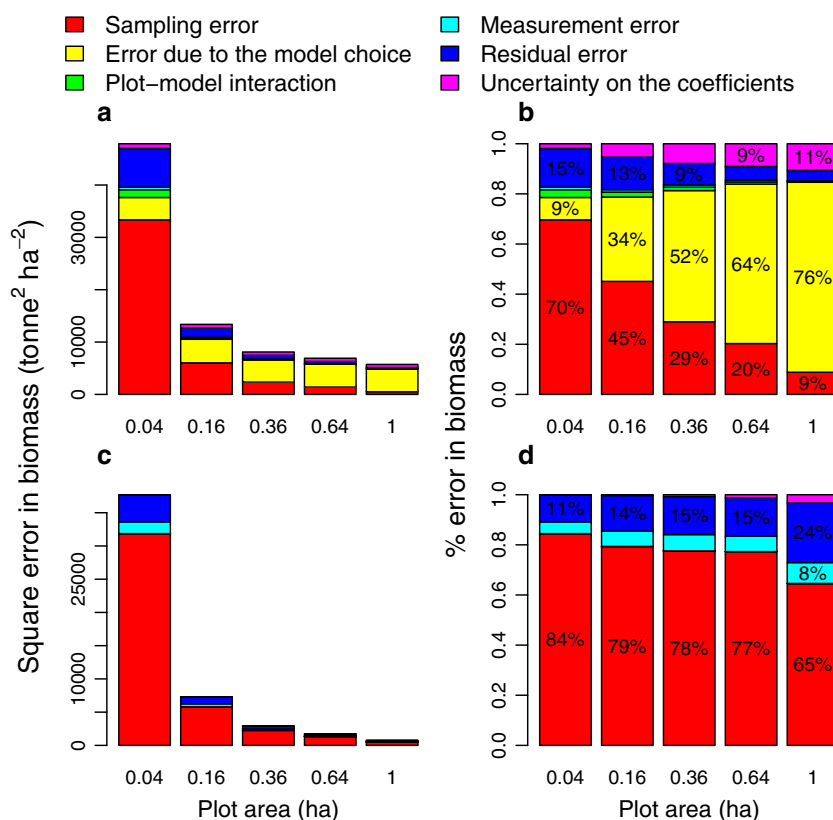 Sampling error
Error due to the model choice
Plot−model interaction
Measurement error
Residual error
Uncertainty on the coefficients
a
b
Square error in biomass (tonne² ha⁻²)
0 10000 30000
0.04 0.16 0.36 0.64 1
% error in biomass
0.0 0.2 0.4 0.6 0.8 1.0
15% 13% 9% 9% 11%
9% 34% 52% 64% 76%
70% 45% 29% 20% 9%
0.04 0.16 0.36 0.64 1
c
d
0 10000 25000
0.04 0.16 0.36 0.64 1
Plot area (ha)
0.0 0.2 0.4 0.6 0.8 1.0
11% 14% 15% 15% 24%
8%
84% 79% 78% 77% 65%
0.04 0.16 0.36 0.64 1
Plot area (ha)